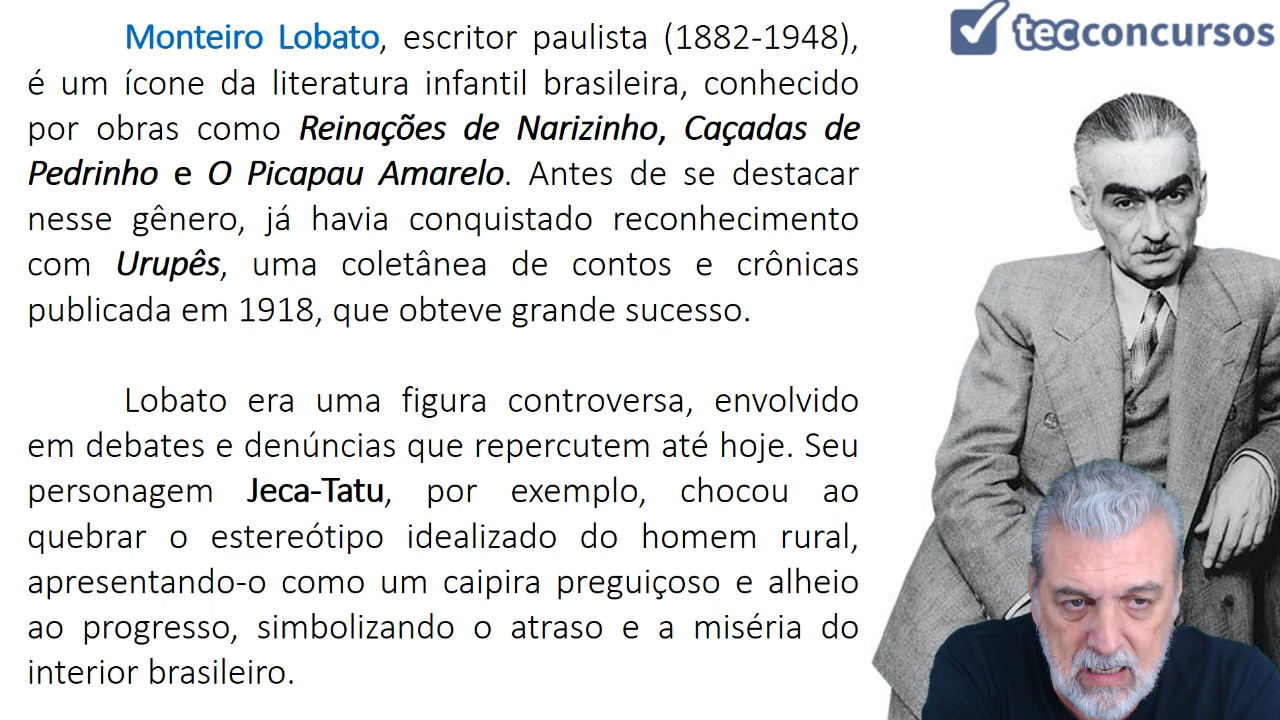 Monteiro Lobato, escritor paulista (1882-1948),
é um ícone da literatura infantil brasileira, conhecido
por obras como Reinações de Narizinho, Caçadas de
Pedrinho e O Picapau Amarelo. Antes de se destacar
nesse gênero, já havia conquistado reconhecimento
com Urupês, uma coletânea de contos e crônicas
publicada em 1918, que obteve grande sucesso.
Lobato era uma figura controversa, envolvido
em debates e denúncias que repercutem até hoje. Seu
personagem Jeca-Tatu, por exemplo, chocou ao
quebrar o estereótipo idealizado do homem rural,
apresentando-o como um caipira preguiçoso e alheio
ao progresso, simbolizando o atraso e a miséria do
interior brasileiro.
tecconcursos